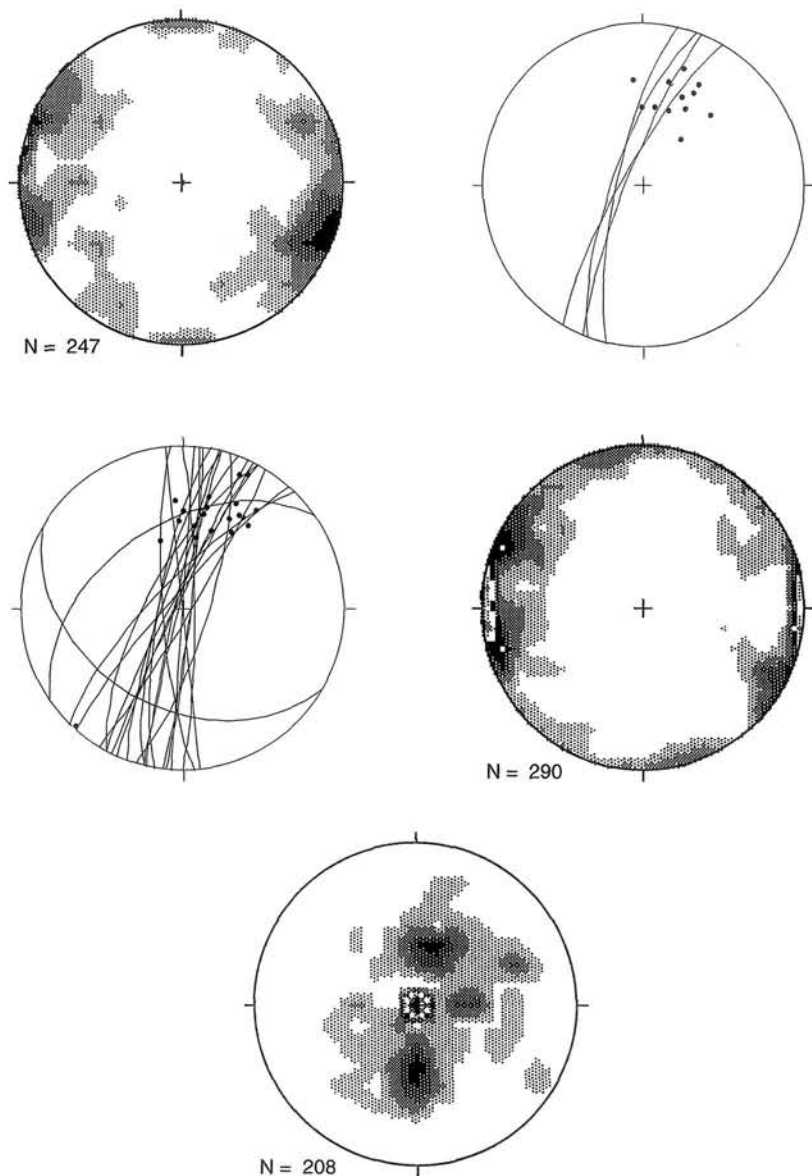 N = 247
N = 290
N = 208